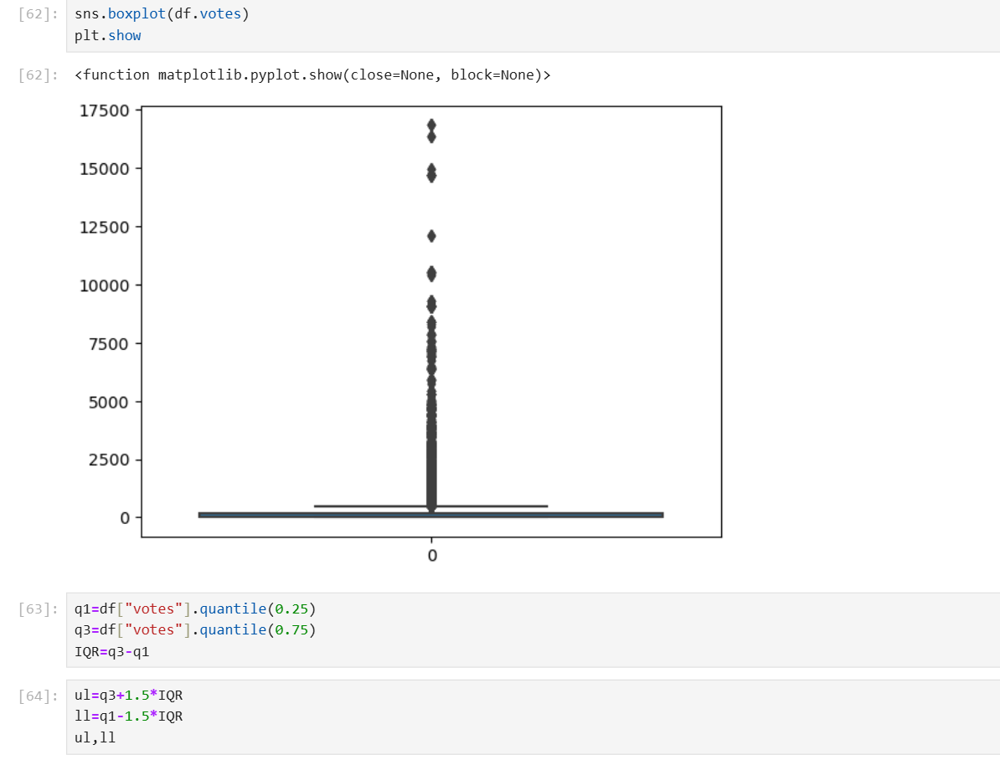 [62]: sns.boxplot(df.votes)
plt.show
[62]: <function matplotlib.pyplot.show(close=None, block=None)>
17500
15000
12500
10000
7500
5000
2500
0
0
[63]: q1=df["votes"].quantile(0.25)
q3=df["votes"].quantile(0.75)
IQR=q3-q1
[64]: ul=q3+1.5*IQR
ll=q1-1.5*IQR
ul,ll